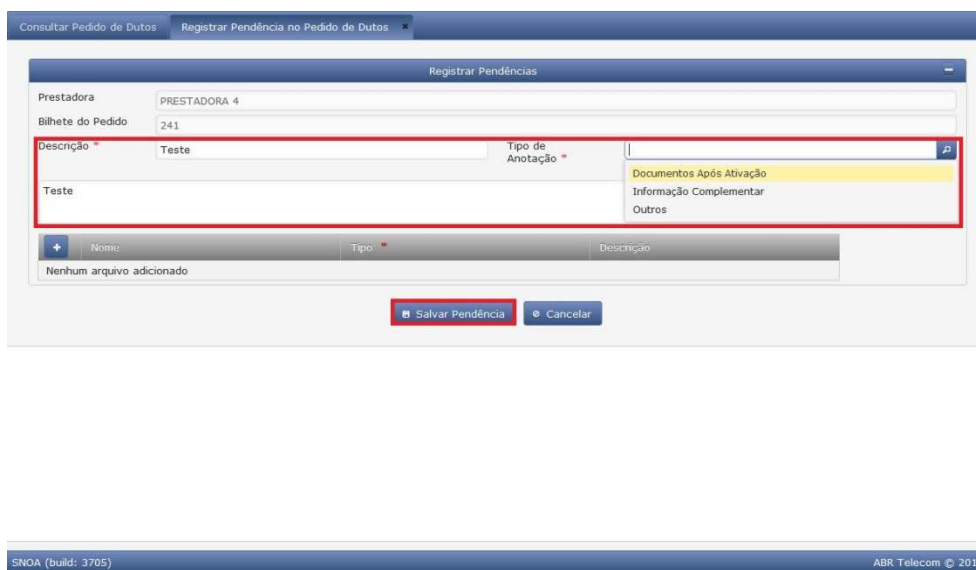 Consultar Pedido de Dutos Registrar Pendência no Pedido de Dutos
Registrar Pendências
Prestadora PRESTADORA 4
Bilhete do Pedido 241
Descrição * Teste Tipo de Anotação *
Documentos Após Ativação
Teste Informação Complementar
Outros
Nome Tipo * Descrição
Nenhum arquivo adicionado
Salvar Pendência Cancelar
SNOA (build: 3705) ABR Telecom © 201